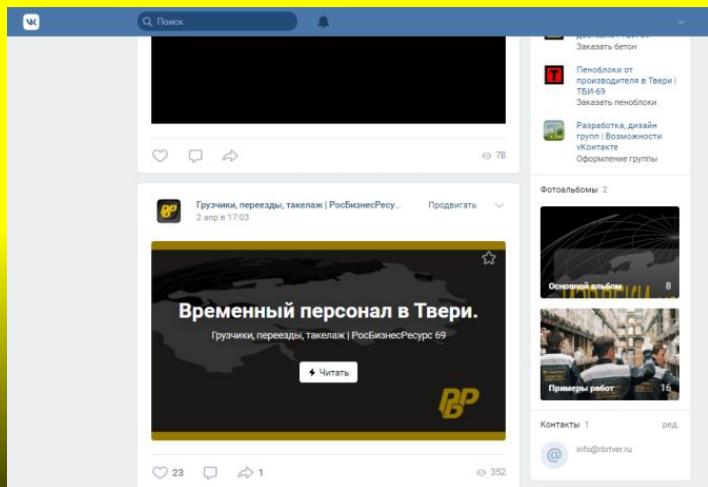 Поиск
78
Грузчики, переезды, такелаж | РосБизнесРесу...
Продвигать
2 апр в 17:03
Временный персонал в Твери.
Грузчики, переезды, такелаж | РосБизнесРесурс 69
Читать
РБР
23
1
352
Заказать бетон
Пеноблоки от
производителя в Твери |
ТБИ-69
Заказать пеноблоки
Разработка, дизайн
групп | Возможности
vКонтакте
Оформление группы
Фотоальбомы 2
Основной альбом 8
Примеры работ 16
Контакты 1 ред.
info@rbrtver.ru